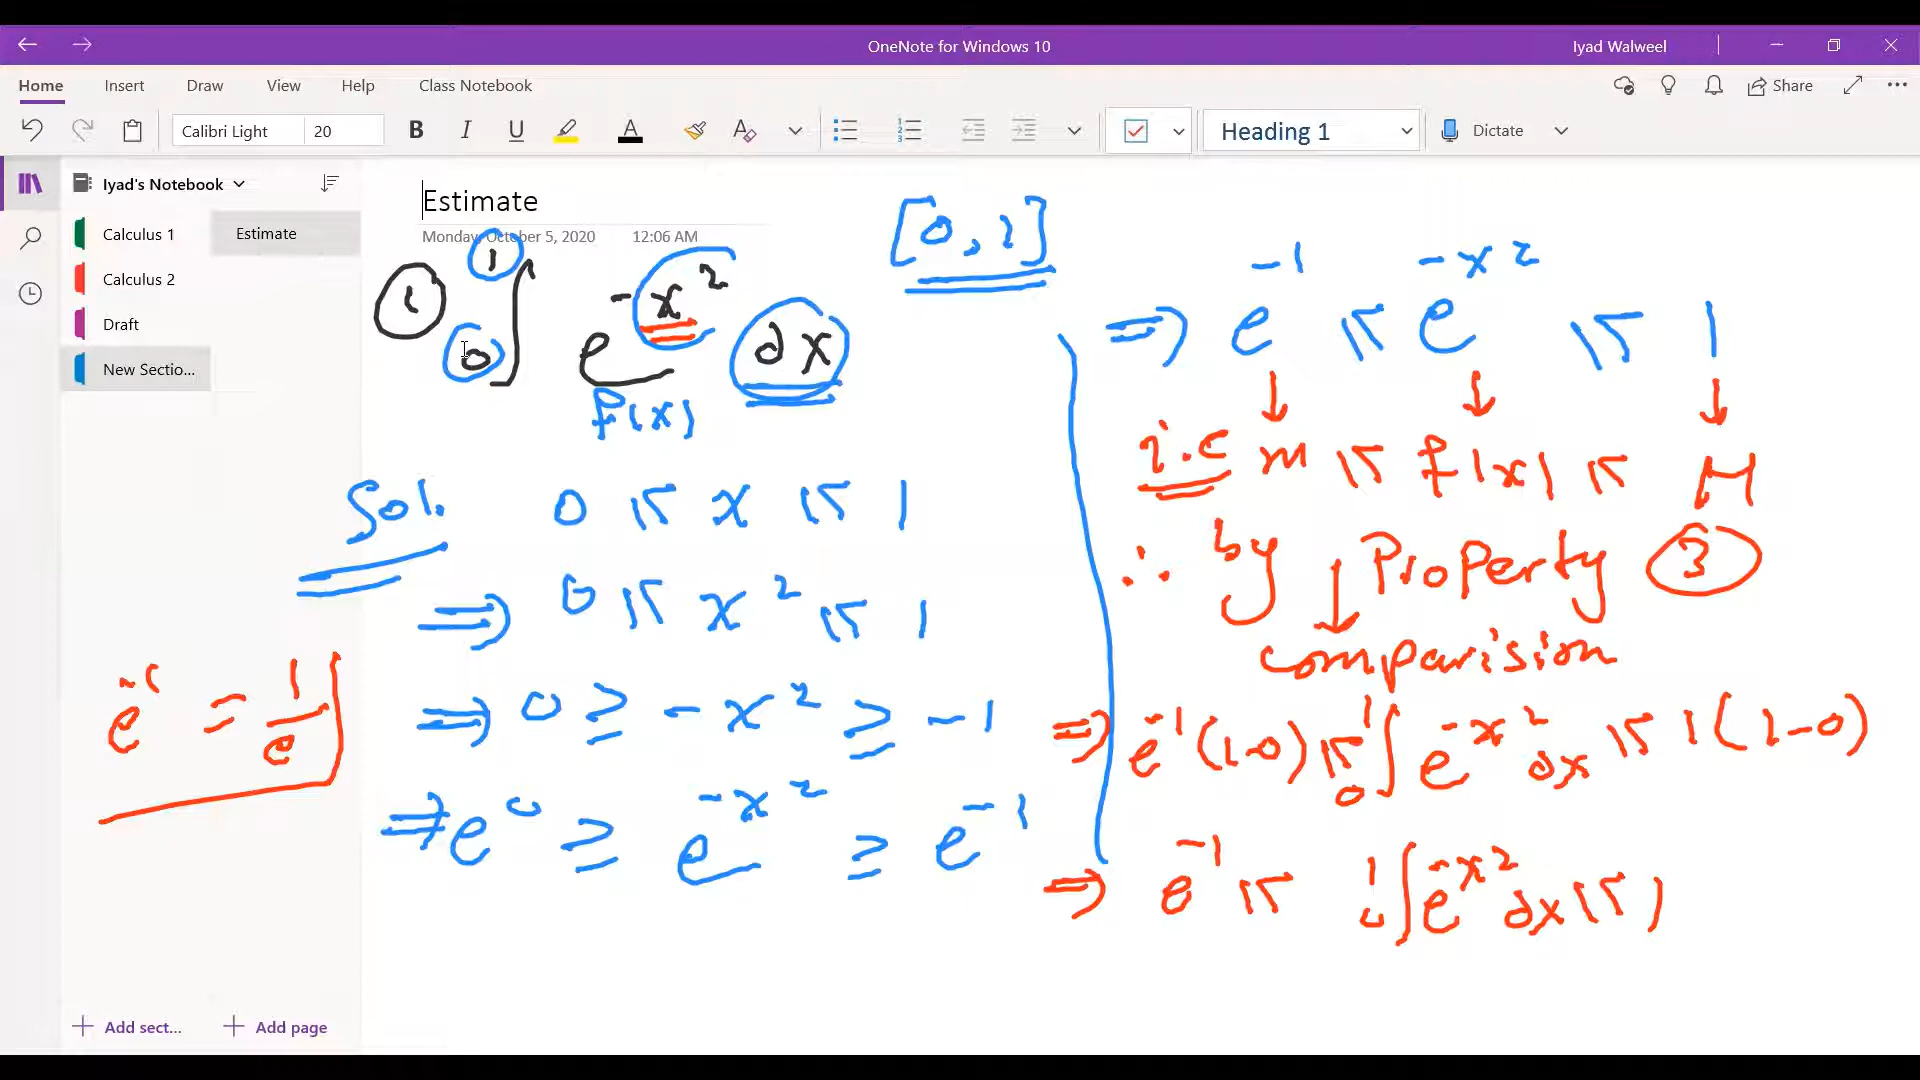 OneNote for Windows 10
Iyad Walweel
Home Insert Draw View Help Class Notebook
Share
Calibri Light 20 B I U A Heading 1 Dictate
Iyad's Notebook
Calculus 1
Calculus 2
Draft
New Sectio...
Estimate
Add sect...
Add page
Estimate
Monday, October 5, 2020 12:06 AM
[0, 1]
① ∫₀¹ e^(-x²) dx
f(x)
Sol. 0 ≤ x ≤ 1
⇒ 0 ≤ x² ≤ 1
⇒ 0 ≥ -x² ≥ -1
⇒ e^0 ≥ e^(-x²) ≥ e^(-1)
e^(-1) = 1/e
⇒ e^(-1) ≤ e^(-x²) ≤ 1
i.e m ≤ f(x) ≤ M
∴ by Property ③
comparision
⇒ e^(-1) (1-0) ≤ ∫₀¹ e^(-x²) dx ≤ 1(1-0)
⇒ e^(-1) ≤ ∫₀¹ e^(-x²) dx ≤ 1